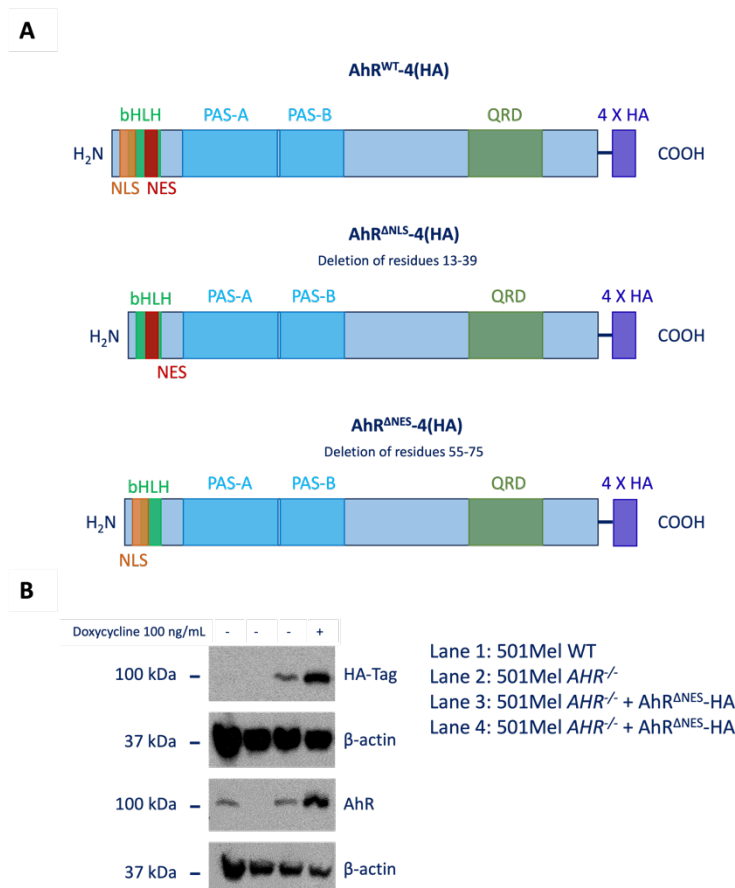 A
AhRWT-4(HA)
bHLH PAS-A PAS-B QRD 4 X HA
H2N COOH
NLS NES
AhRΔNLS-4(HA)
Deletion of residues 13-39
bHLH PAS-A PAS-B QRD 4 X HA
H2N COOH
NES
AhRΔNES-4(HA)
Deletion of residues 55-75
bHLH PAS-A PAS-B QRD 4 X HA
H2N COOH
NLS
B
Doxycycline 100 ng/mL - - - +
100 kDa – HA-Tag
37 kDa – β-actin
100 kDa – AhR
37 kDa – β-actin
Lane 1: 501Mel WT
Lane 2: 501Mel AHR-/-
Lane 3: 501Mel AHR-/- + AhRΔNES-HA
Lane 4: 501Mel AHR-/- + AhRΔNES-HA